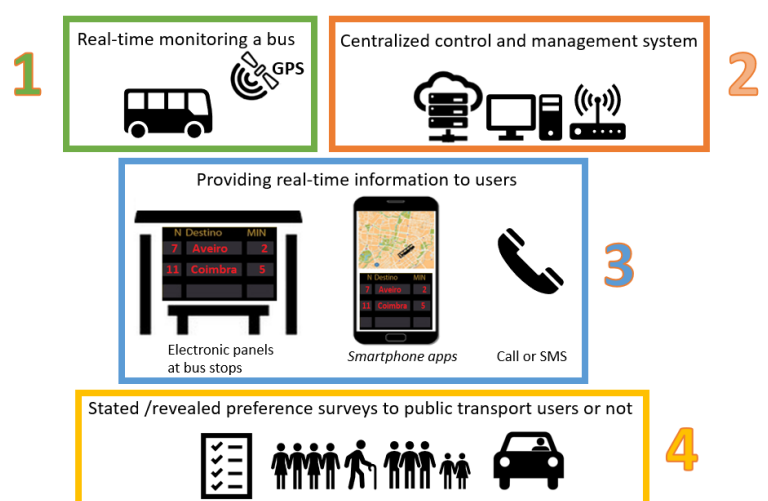 1
Real-time monitoring a bus
GPS
Centralized control and management system
2
Providing real-time information to users
N Destino MIN
7 Aveiro 2
11 Coimbra 5
N Destino MIN
7 Aveiro 2
11 Coimbra 5
3
Electronic panels
at bus stops
Smartphone apps
Call or SMS
Stated /revealed preference surveys to public transport users or not
4